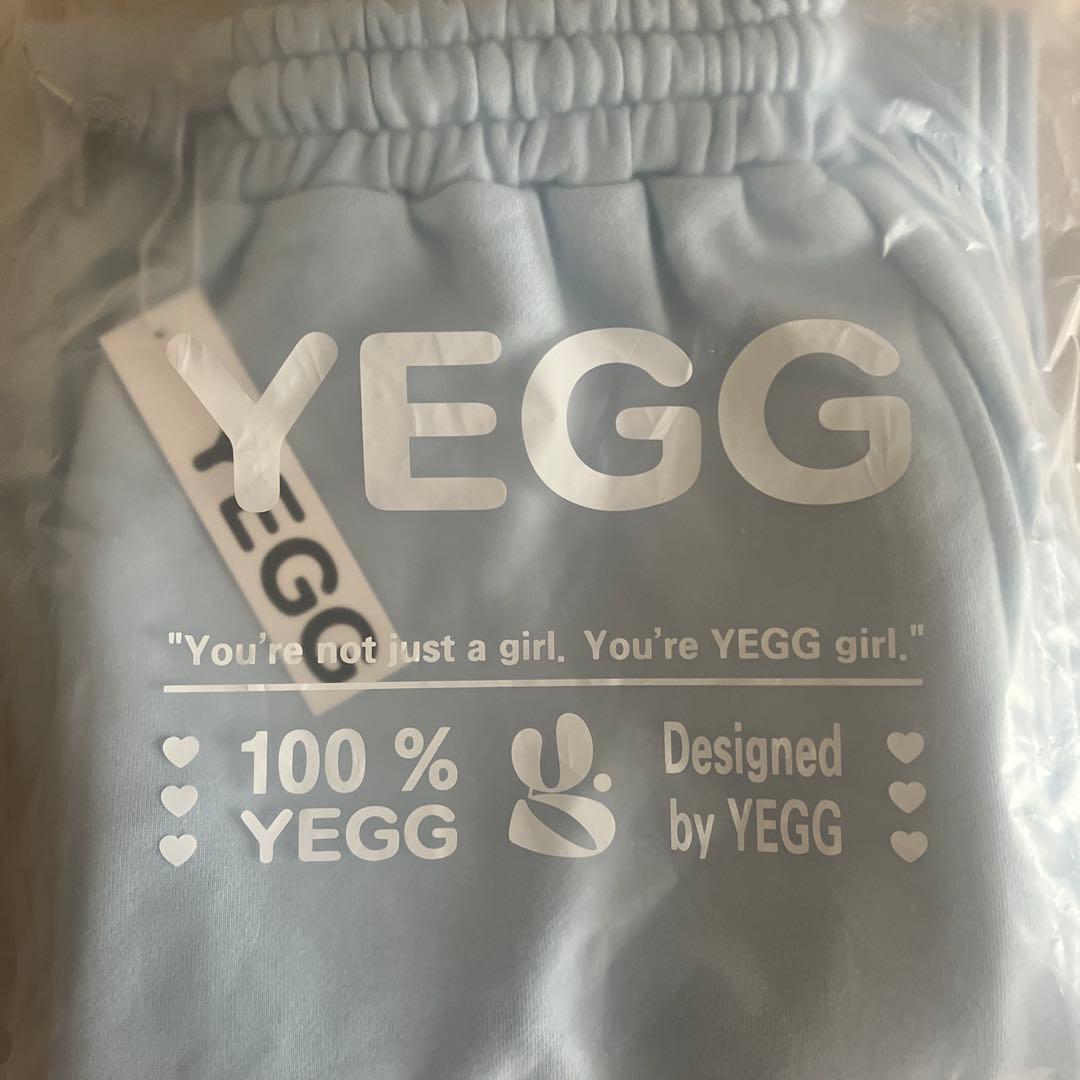 YEGG
YEGG
"You're not just a girl. You're YEGG girl."
100 %
YEGG
Designed
by YEGG